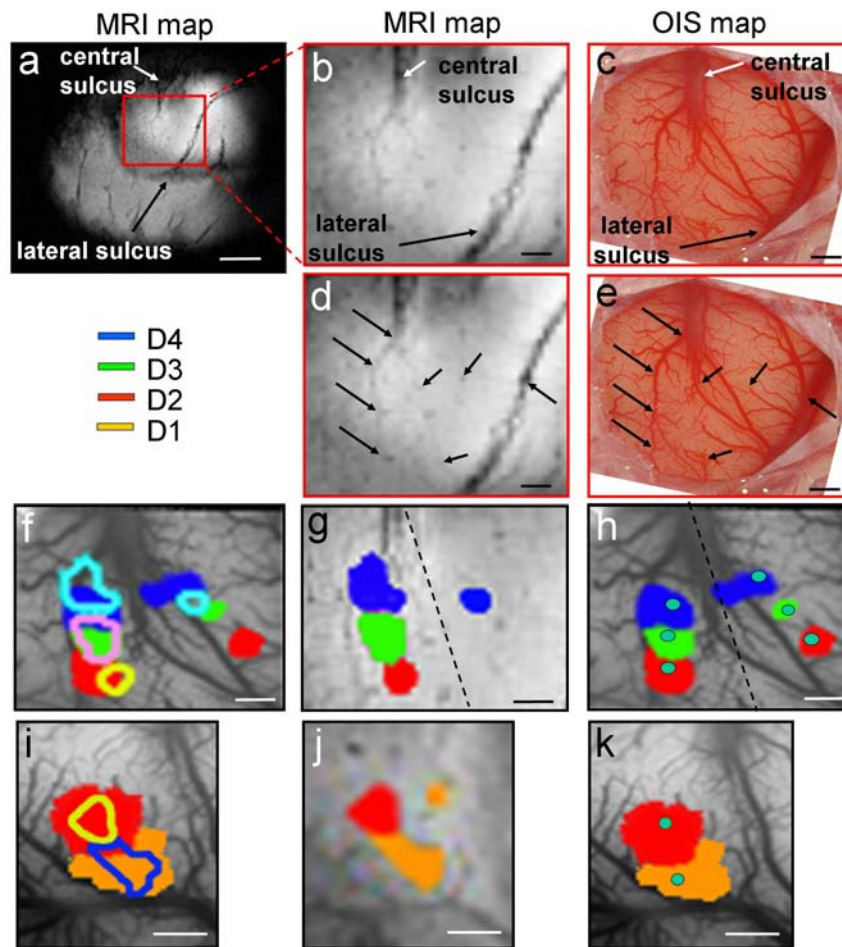 MRI map
MRI map
OIS map
a
central
sulcus
lateral sulcus
b
central
sulcus
lateral
sulcus
c
central
sulcus
lateral
sulcus
D4
D3
D2
D1
d
e
f
g
h
i
j
k